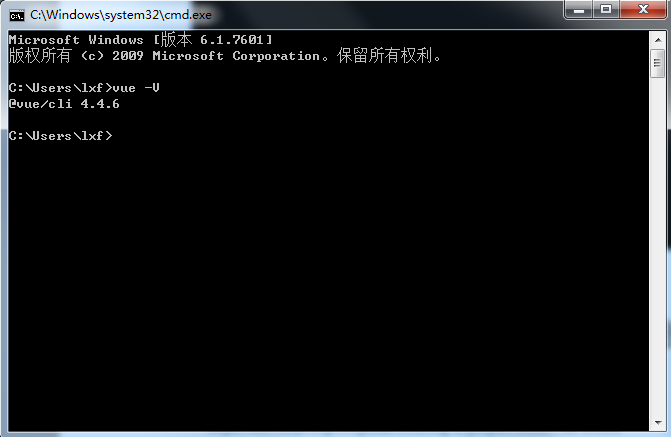 C:\Windows\system32\cmd.exe
Microsoft Windows [版本 6.1.7601]
版权所有 (c) 2009 Microsoft Corporation。保留所有权利。
C:\Users\lxf>vue -V
@vue/cli 4.4.6
C:\Users\lxf>